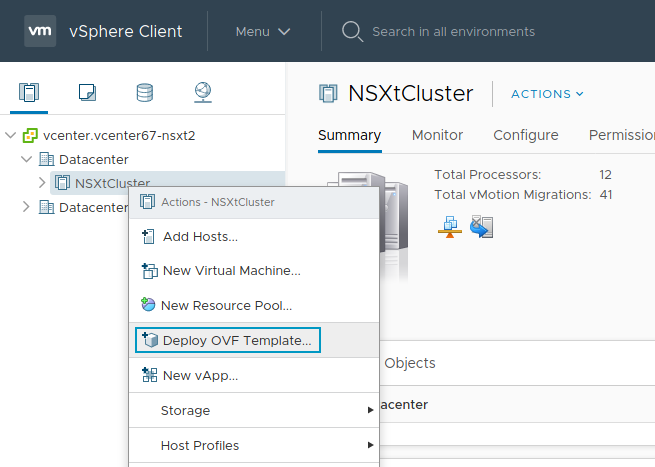 vm vSphere Client Menu Search in all environments
vcenter.vcenter67-nsxt2
Datacenter
NSXtCluster
Datacenter
NSXtCluster ACTIONS
Summary Monitor Configure Permission
Total Processors: 12
Total vMotion Migrations: 41
Actions - NSXtCluster
Add Hosts...
New Virtual Machine...
New Resource Pool...
Deploy OVF Template...
New vApp...
Storage
Host Profiles
Objects
acenter